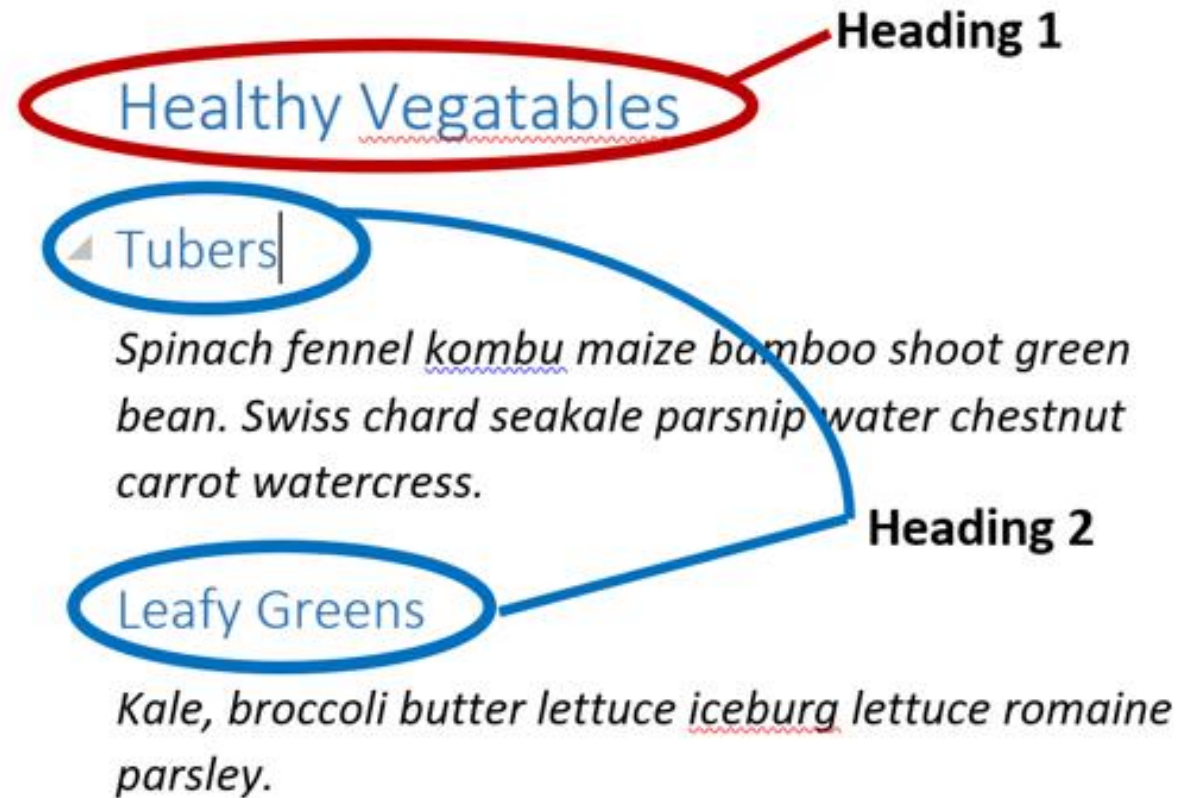 Heading 1
Healthy Vegatables
Tubers
Spinach fennel kombu maize bamboo shoot green
bean. Swiss chard seakale parsnip water chestnut
carrot watercress.
Heading 2
Leafy Greens
Kale, broccoli butter lettuce iceburg lettuce romaine
parsley.